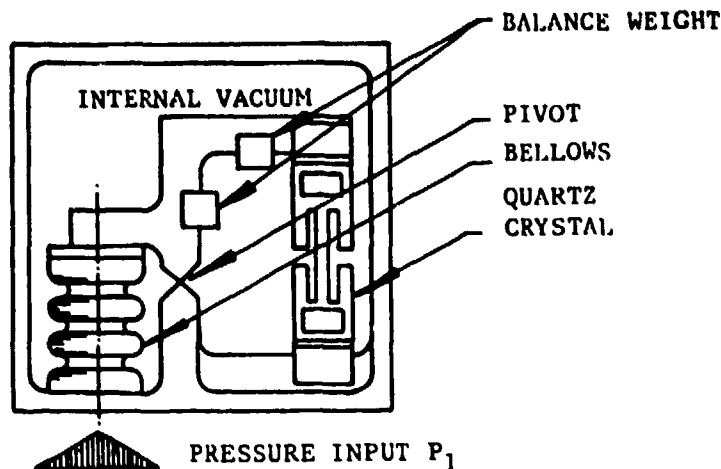 BALANCE WEIGHT
INTERNAL VACUUM
PIVOT
BELLOWS
QUARTZ
CRYSTAL
PRESSURE INPUT P₁